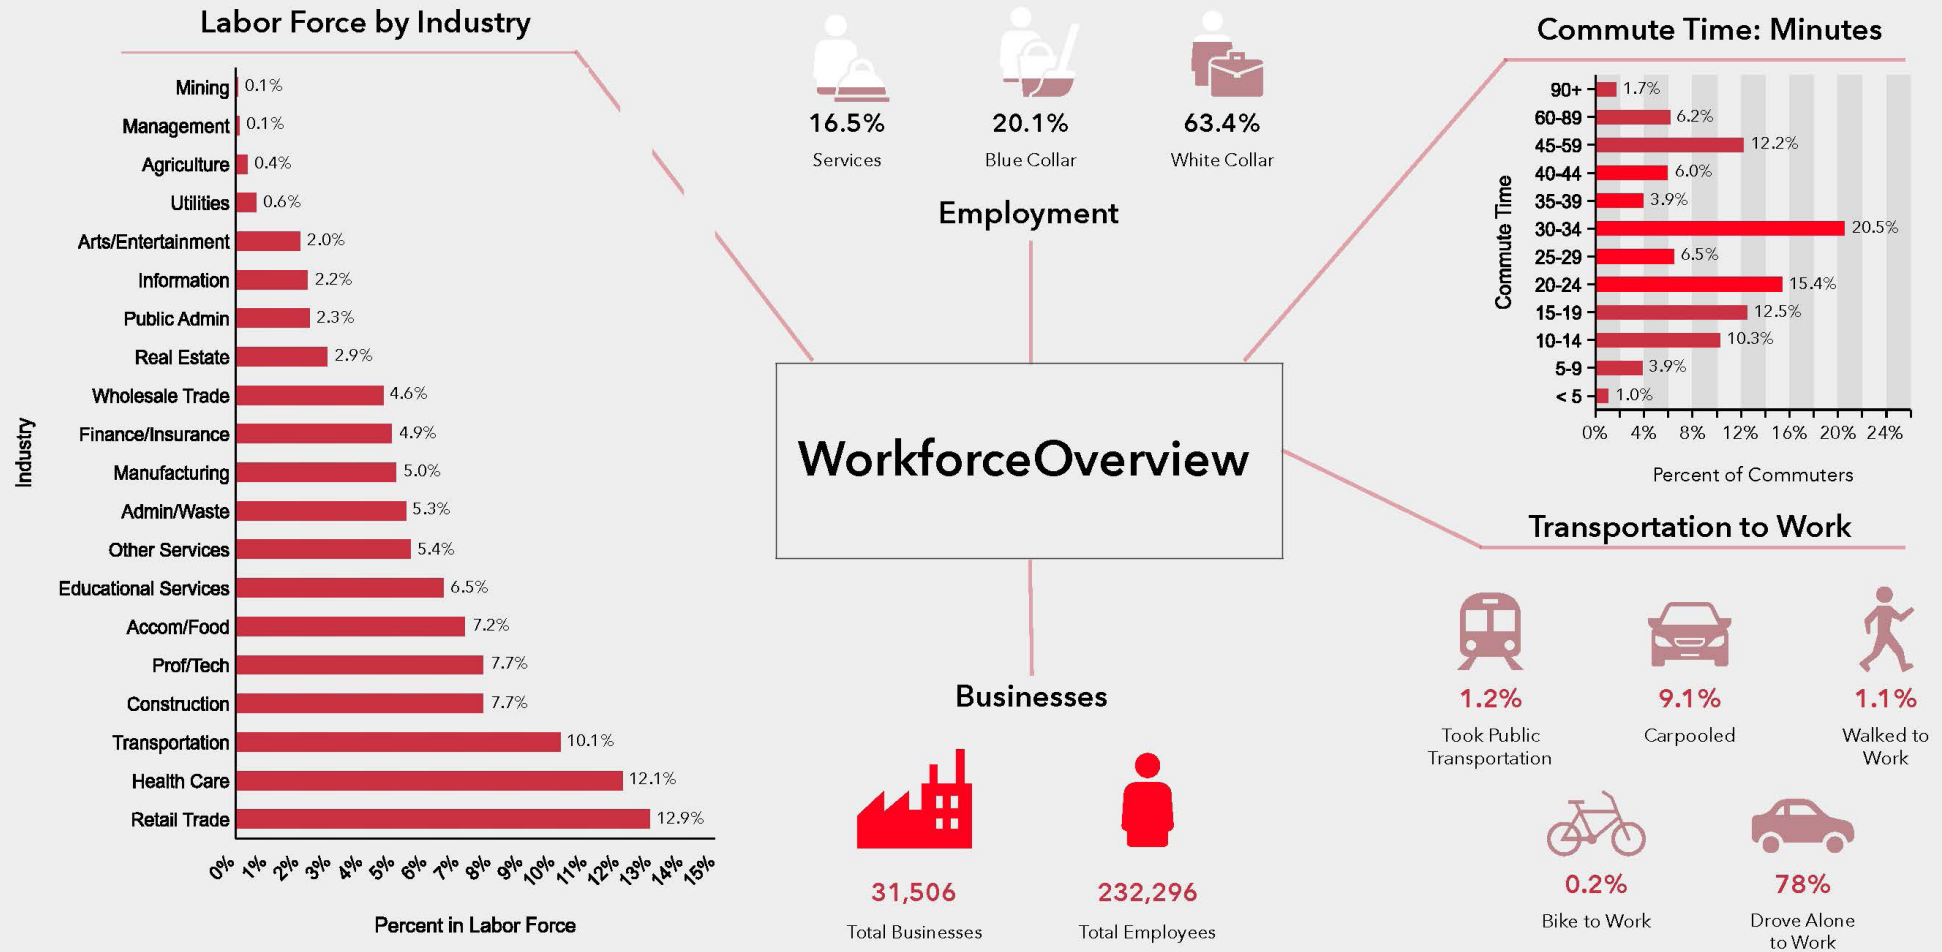 Labor Force by Industry
Industry
Mining 0.1%
Management 0.1%
Agriculture 0.4%
Utilities 0.6%
Arts/Entertainment 2.0%
Information 2.2%
Public Admin 2.3%
Real Estate 2.9%
Wholesale Trade 4.6%
Finance/Insurance 4.9%
Manufacturing 5.0%
Admin/Waste 5.3%
Other Services 5.4%
Educational Services 6.5%
Accom/Food 7.2%
Prof/Tech 7.7%
Construction 7.7%
Transportation 10.1%
Health Care 12.1%
Retail Trade 12.9%
0% 1% 2% 3% 4% 5% 6% 7% 8% 9% 10% 11% 12% 13% 14% 15%
Percent in Labor Force
16.5% 20.1% 63.4%
Services Blue Collar White Collar
Employment
WorkforceOverview
Businesses
31,506 232,296
Total Businesses Total Employees
Commute Time: Minutes
Commute Time
90+ 1.7%
60-89 6.2%
45-59 12.2%
40-44 6.0%
35-39 3.9%
30-34 20.5%
25-29 6.5%
20-24 15.4%
15-19 12.5%
10-14 10.3%
5-9 3.9%
< 5 1.0%
0% 4% 8% 12% 16% 20% 24%
Percent of Commuters
Transportation to Work
1.2% 9.1% 1.1%
Took Public Carpooled Walked to
Transportation Work
0.2% 78%
Bike to Work Drove Alone
to Work